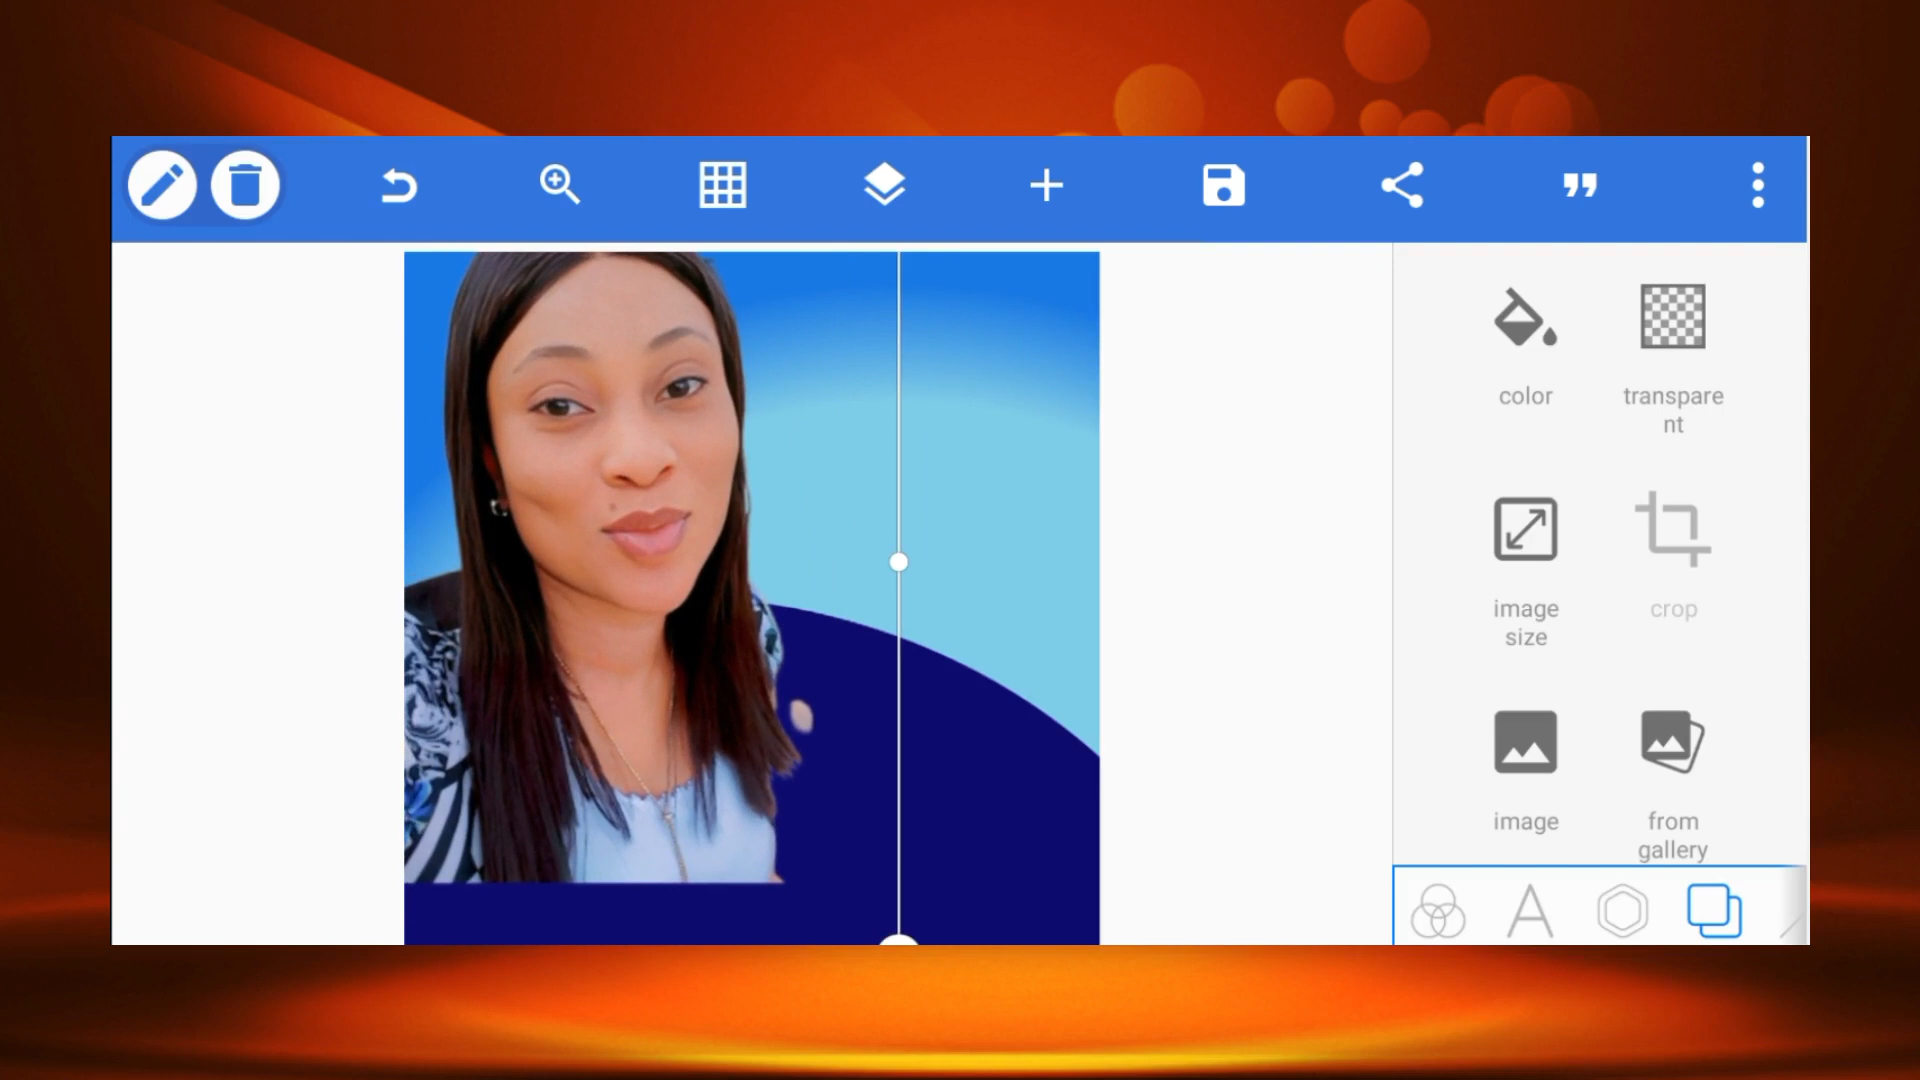 color
transpare
nt
image
size
crop
image
from
gallery